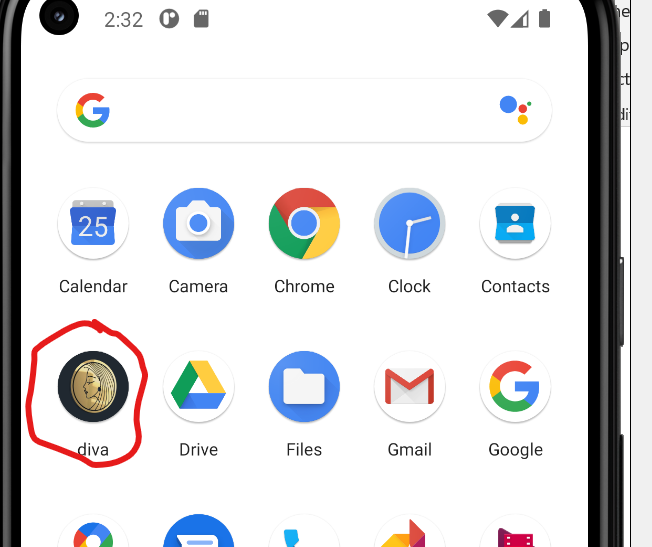 2:32
25
Calendar
Camera
Chrome
Clock
Contacts
diva
Drive
Files
Gmail
Google